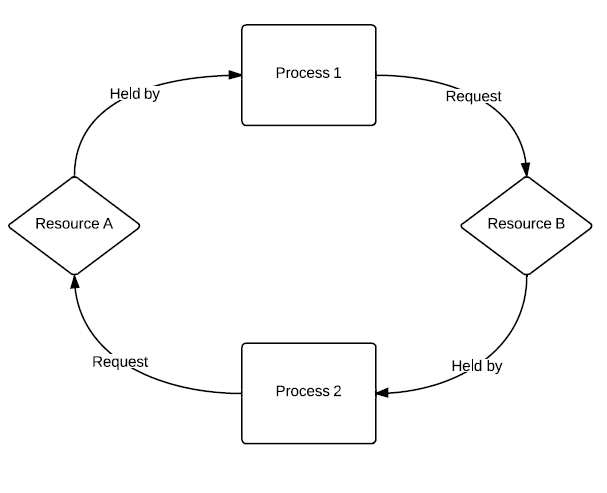 Process 1
Held by
Request
Resource A
Resource B
Request
Held by
Process 2